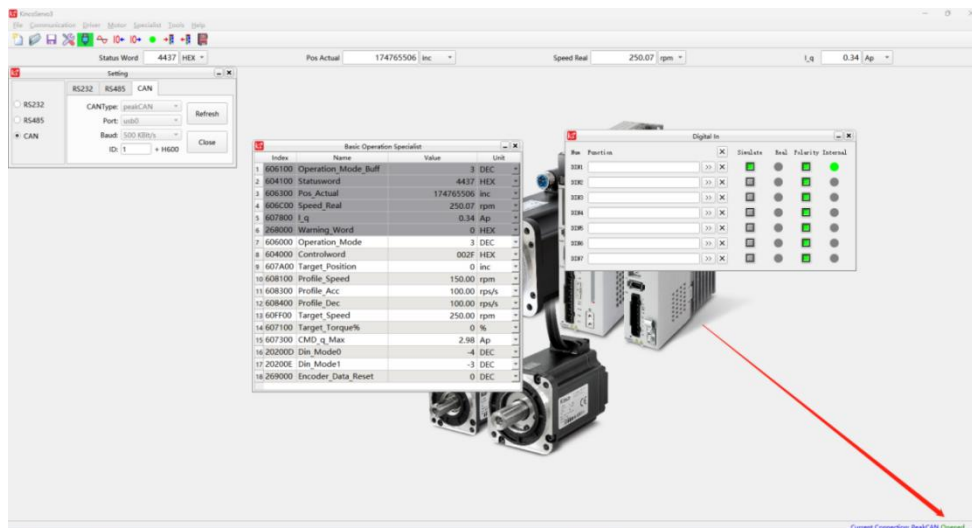 KincoServo3
File Communication Driver Motor Specialist Tools Help
Status Word 4437 HEX
Pos Actual 174765506 inc
Speed Real 250.07 rpm
I_q 0.34 Ap
Setting
RS232 RS485 CAN
RS232
RS485
CAN
CANType: peakCAN
Port: usb0
Baud: 500 KBit/s
ID: 1 + H600
Refresh
Close
Basic Operation Specialist
Index Name Value Unit
1 606100 Operation_Mode_Buff 3 DEC
2 604100 Statusword 4437 HEX
3 606300 Pos_Actual 174765506 inc
4 606C00 Speed_Real 250.07 rpm
5 607800 I_q 0.34 Ap
6 268000 Warning_Word 0 HEX
7 606000 Operation_Mode 3 DEC
8 604000 Controlword 002F HEX
9 607A00 Target_Position 0 inc
10 608100 Profile_Speed 150.00 rpm
11 608300 Profile_Acc 100.00 rps/s
12 608400 Profile_Dec 100.00 rps/s
13 60FF00 Target_Speed 250.00 rpm
14 607100 Target_Torque% 0 %
15 607300 CMD_q_Max 2.98 Ap
16 20200D Din_Mode0 -4 DEC
17 20200E Din_Mode1 -3 DEC
18 269000 Encoder_Data_Reset 0 DEC
Digital In
Num Function Simulate Real Polarity Internal
DIN1
DIN2
DIN3
DIN4
DIN5
DIN6
DIN7
Current Connection: PeakCAN Opened